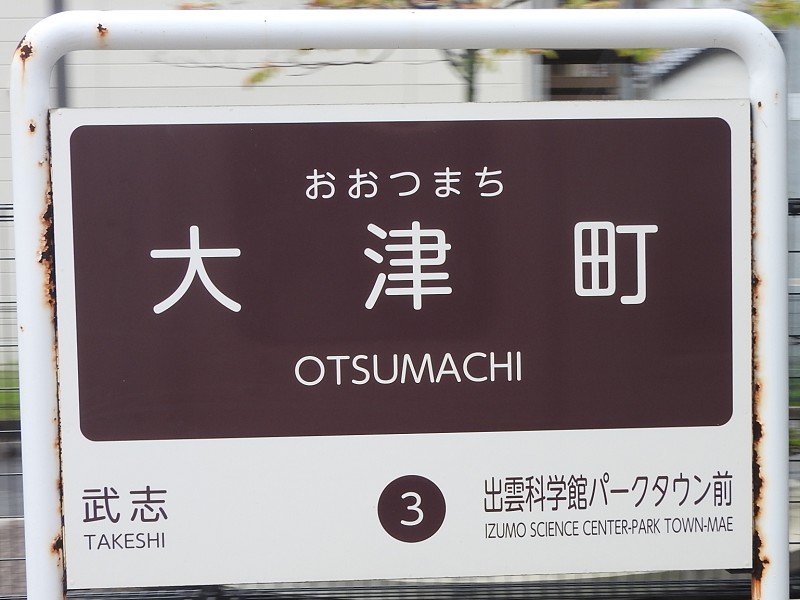 おおつまち
大津町
OTSUMACHI
武志
TAKESHI
3
出雲科学館パークタウン前
IZUMO SCIENCE CENTER-PARK TOWN-MAE